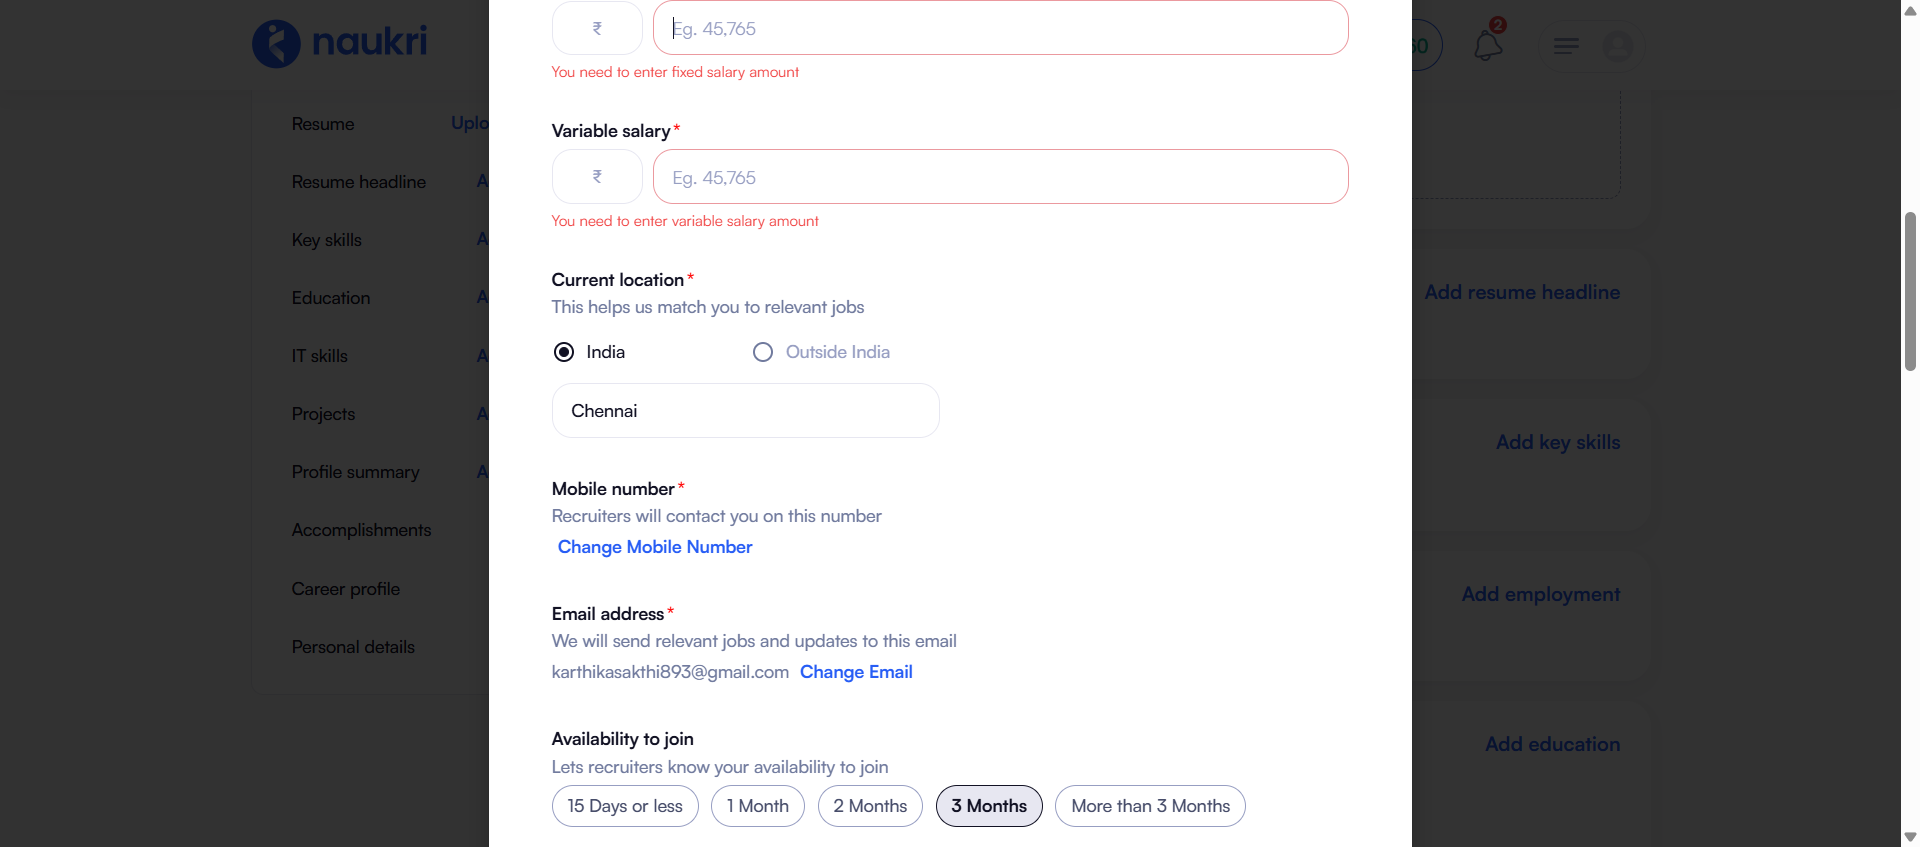 naukri
2
Resume
Uplo
Resume headline
Key skills
Education
IT skills
Projects
Profile summary
Accomplishments
Career profile
Personal details
₹
Eg. 45,765
You need to enter fixed salary amount
Variable salary*
₹
Eg. 45,765
You need to enter variable salary amount
Current location*
This helps us match you to relevant jobs
India
Outside India
Chennai
Mobile number*
Recruiters will contact you on this number
Change Mobile Number
Email address*
We will send relevant jobs and updates to this email
karthikasakthi893@gmail.com Change Email
Availability to join
Lets recruiters know your availability to join
15 Days or less
1 Month
2 Months
3 Months
More than 3 Months
Add resume headline
Add key skills
Add employment
Add education